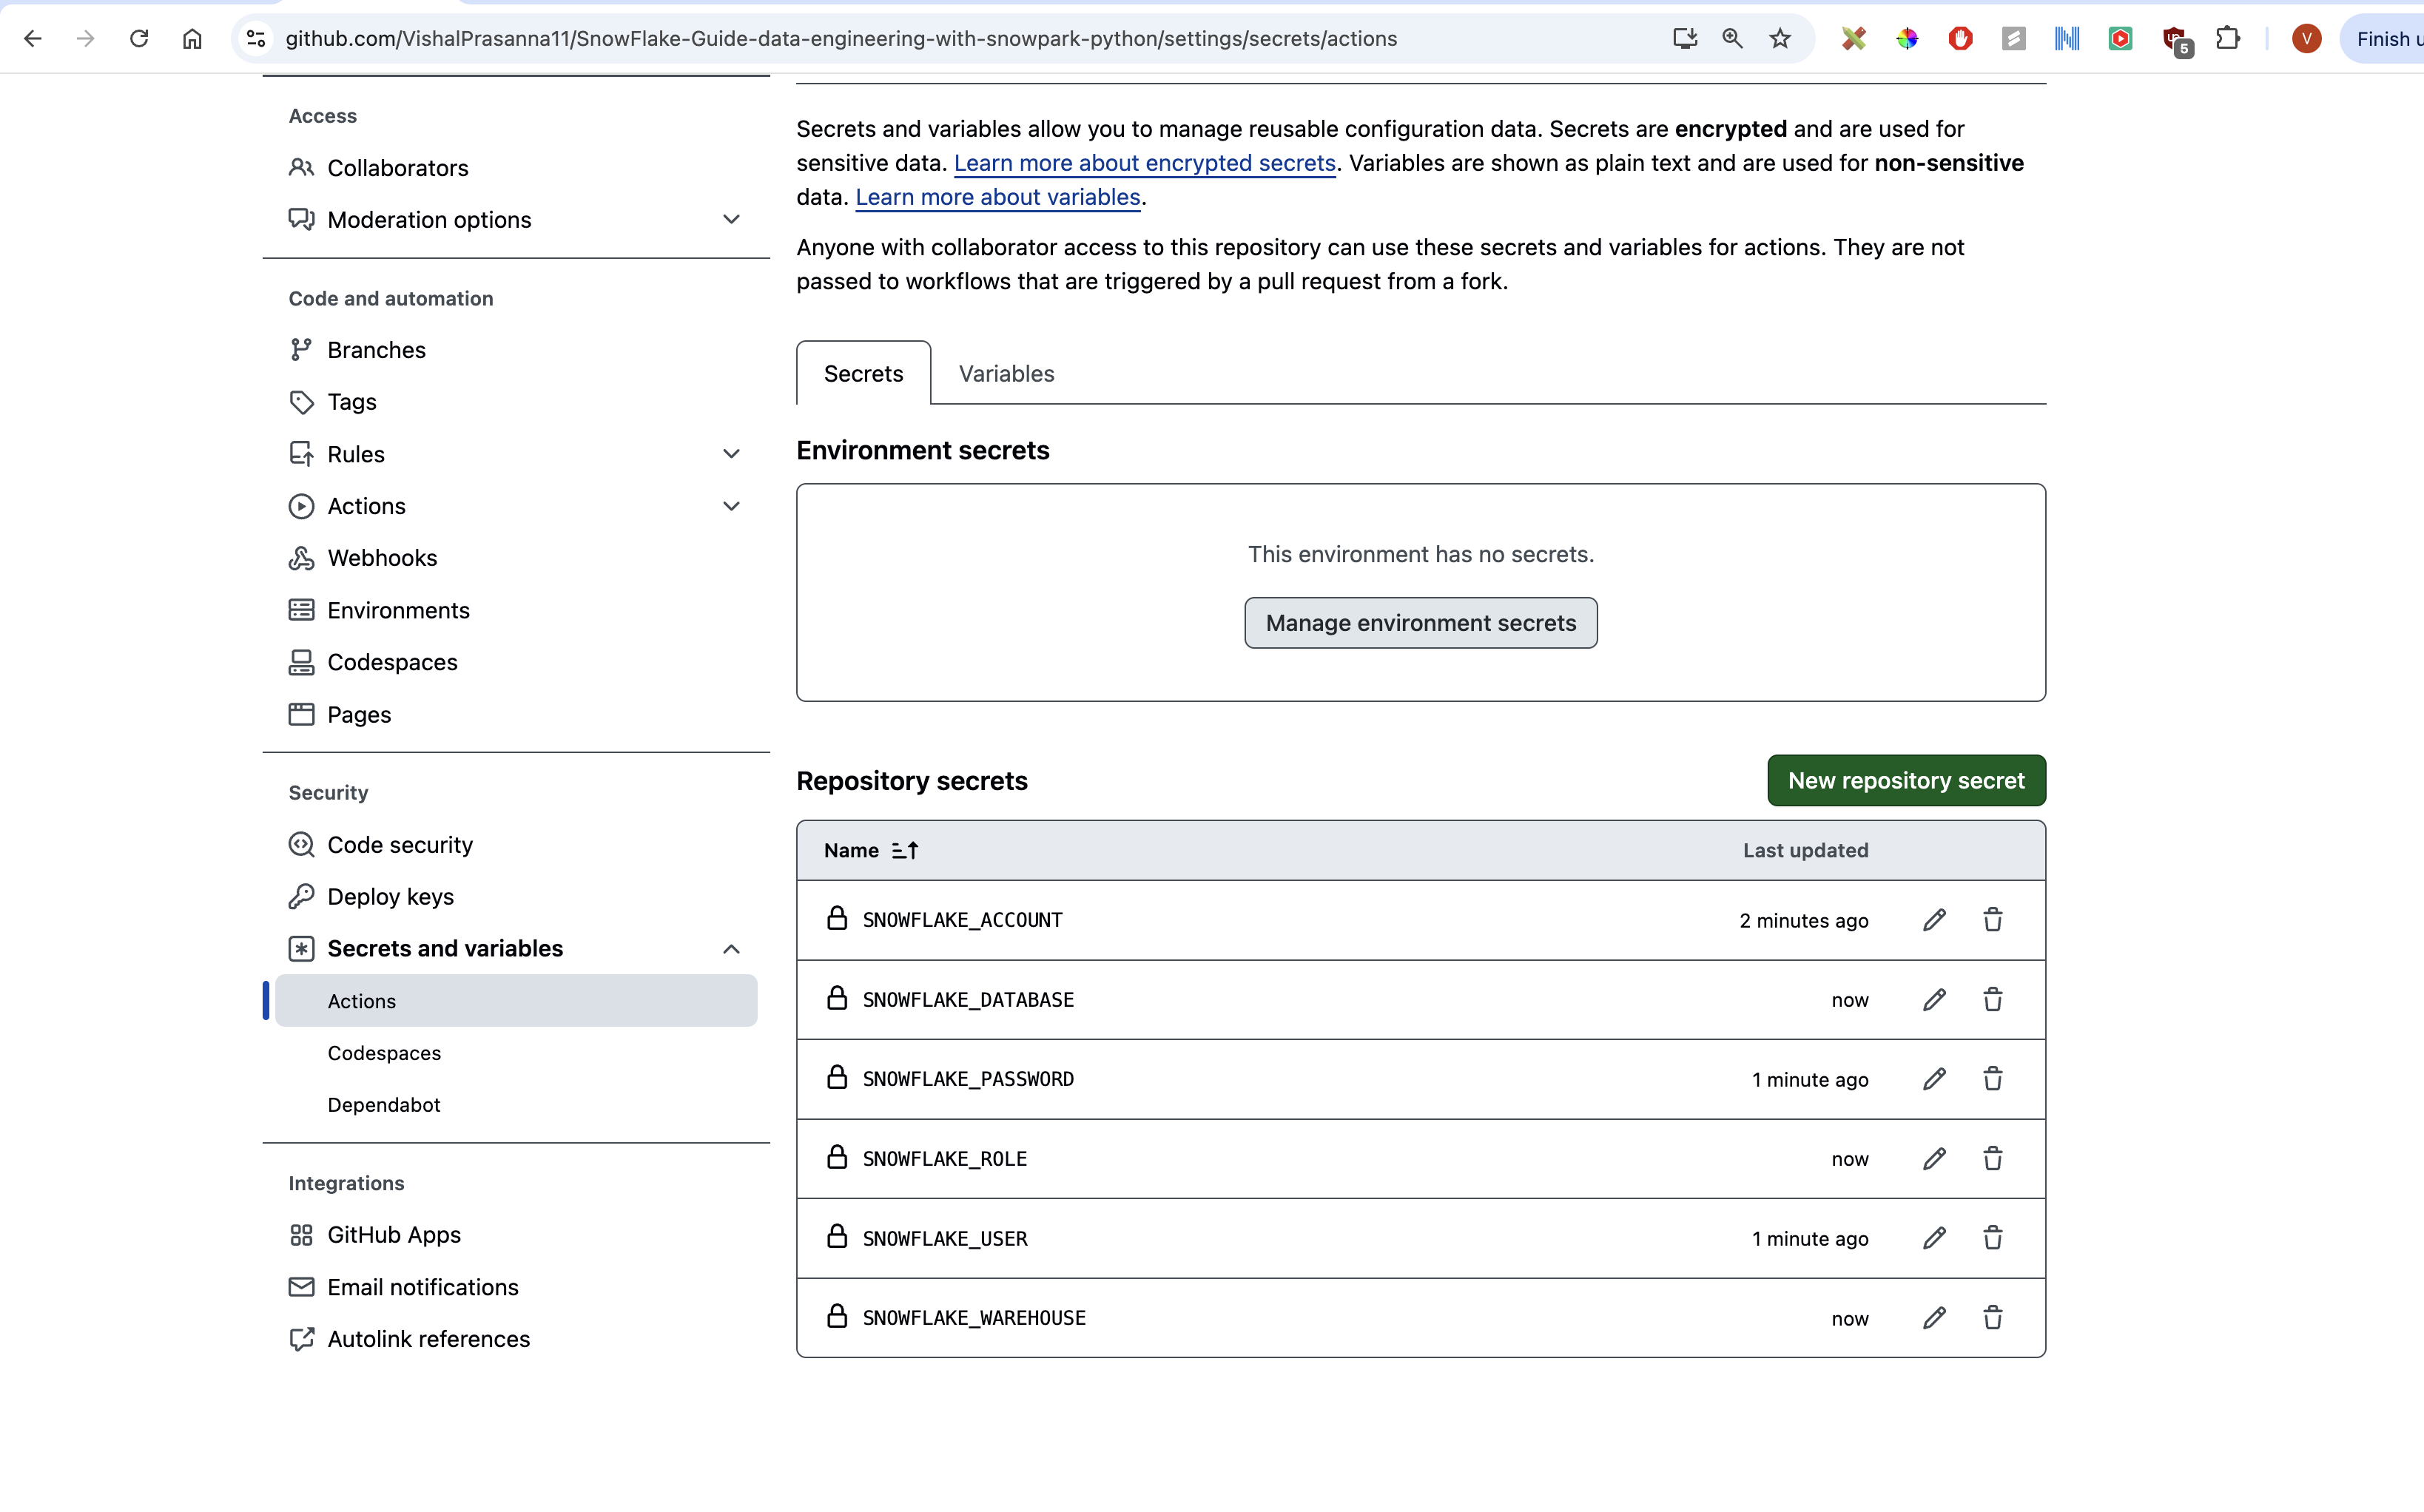 github.com/VishalPrasanna11/SnowFlake-Guide-data-engineering-with-snowpark-python/settings/secrets/actions
5
V
Finish u
Access
Collaborators
Moderation options
Code and automation
Branches
Tags
Rules
Actions
Webhooks
Environments
Codespaces
Pages
Security
Code security
Deploy keys
Secrets and variables
Actions
Codespaces
Dependabot
Integrations
GitHub Apps
Email notifications
Autolink references
Secrets and variables allow you to manage reusable configuration data. Secrets are encrypted and are used for
sensitive data. Learn more about encrypted secrets. Variables are shown as plain text and are used for non-sensitive
data. Learn more about variables.
Anyone with collaborator access to this repository can use these secrets and variables for actions. They are not
passed to workflows that are triggered by a pull request from a fork.
Secrets Variables
Environment secrets
This environment has no secrets.
Manage environment secrets
Repository secrets New repository secret
Name Last updated
SNOWFLAKE_ACCOUNT 2 minutes ago
SNOWFLAKE_DATABASE now
SNOWFLAKE_PASSWORD 1 minute ago
SNOWFLAKE_ROLE now
SNOWFLAKE_USER 1 minute ago
SNOWFLAKE_WAREHOUSE now